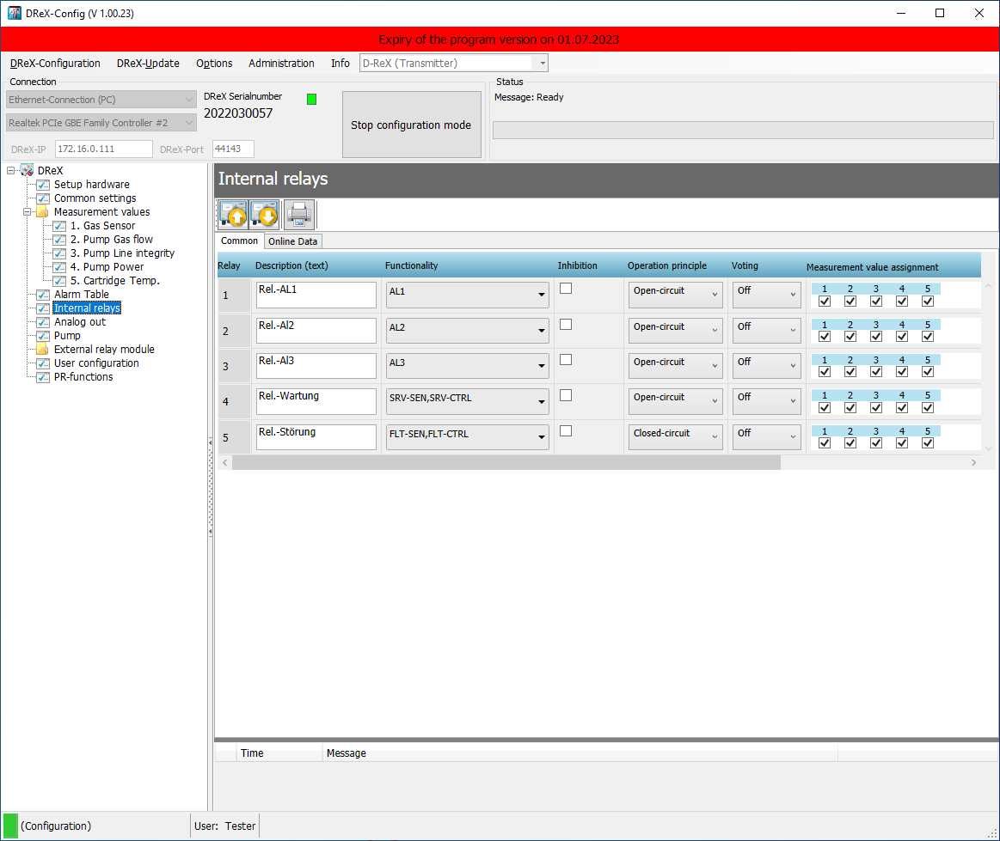 DReX-Config (V 1.00.23)
Expiry of the program version on 01.07.2023
DReX-Configuration DReX-Update Options Administration Info D-ReX (Transmitter)
Connection
Ethernet-Connection (PC)
Realtek PCIe GBE Family Controller #2
DReX Serialnumber
2022030057
DReX-IP 172.16.0.111 DReX-Port 44143
Stop configuration mode
Status
Message: Ready
DReX
Setup hardware
Common settings
Measurement values
1. Gas Sensor
2. Pump Gas flow
3. Pump Line integrity
4. Pump Power
5. Cartridge Temp.
Alarm Table
Internal relays
Analog out
Pump
External relay module
User configuration
PR-functions
Internal relays
Common Online Data
Relay Description (text) Functionality Inhibition Operation principle Voting Measurement value assignment
1 Rel.-AL1 AL1 Open-circuit Off 1 2 3 4 5
2 Rel.-Al2 AL2 Open-circuit Off 1 2 3 4 5
3 Rel.-Al3 AL3 Open-circuit Off 1 2 3 4 5
4 Rel.-Wartung SRV-SEN,SRV-CTRL Open-circuit Off 1 2 3 4 5
5 Rel.-Störung FLT-SEN,FLT-CTRL Closed-circuit Off 1 2 3 4 5
Time Message
(Configuration) User: Tester